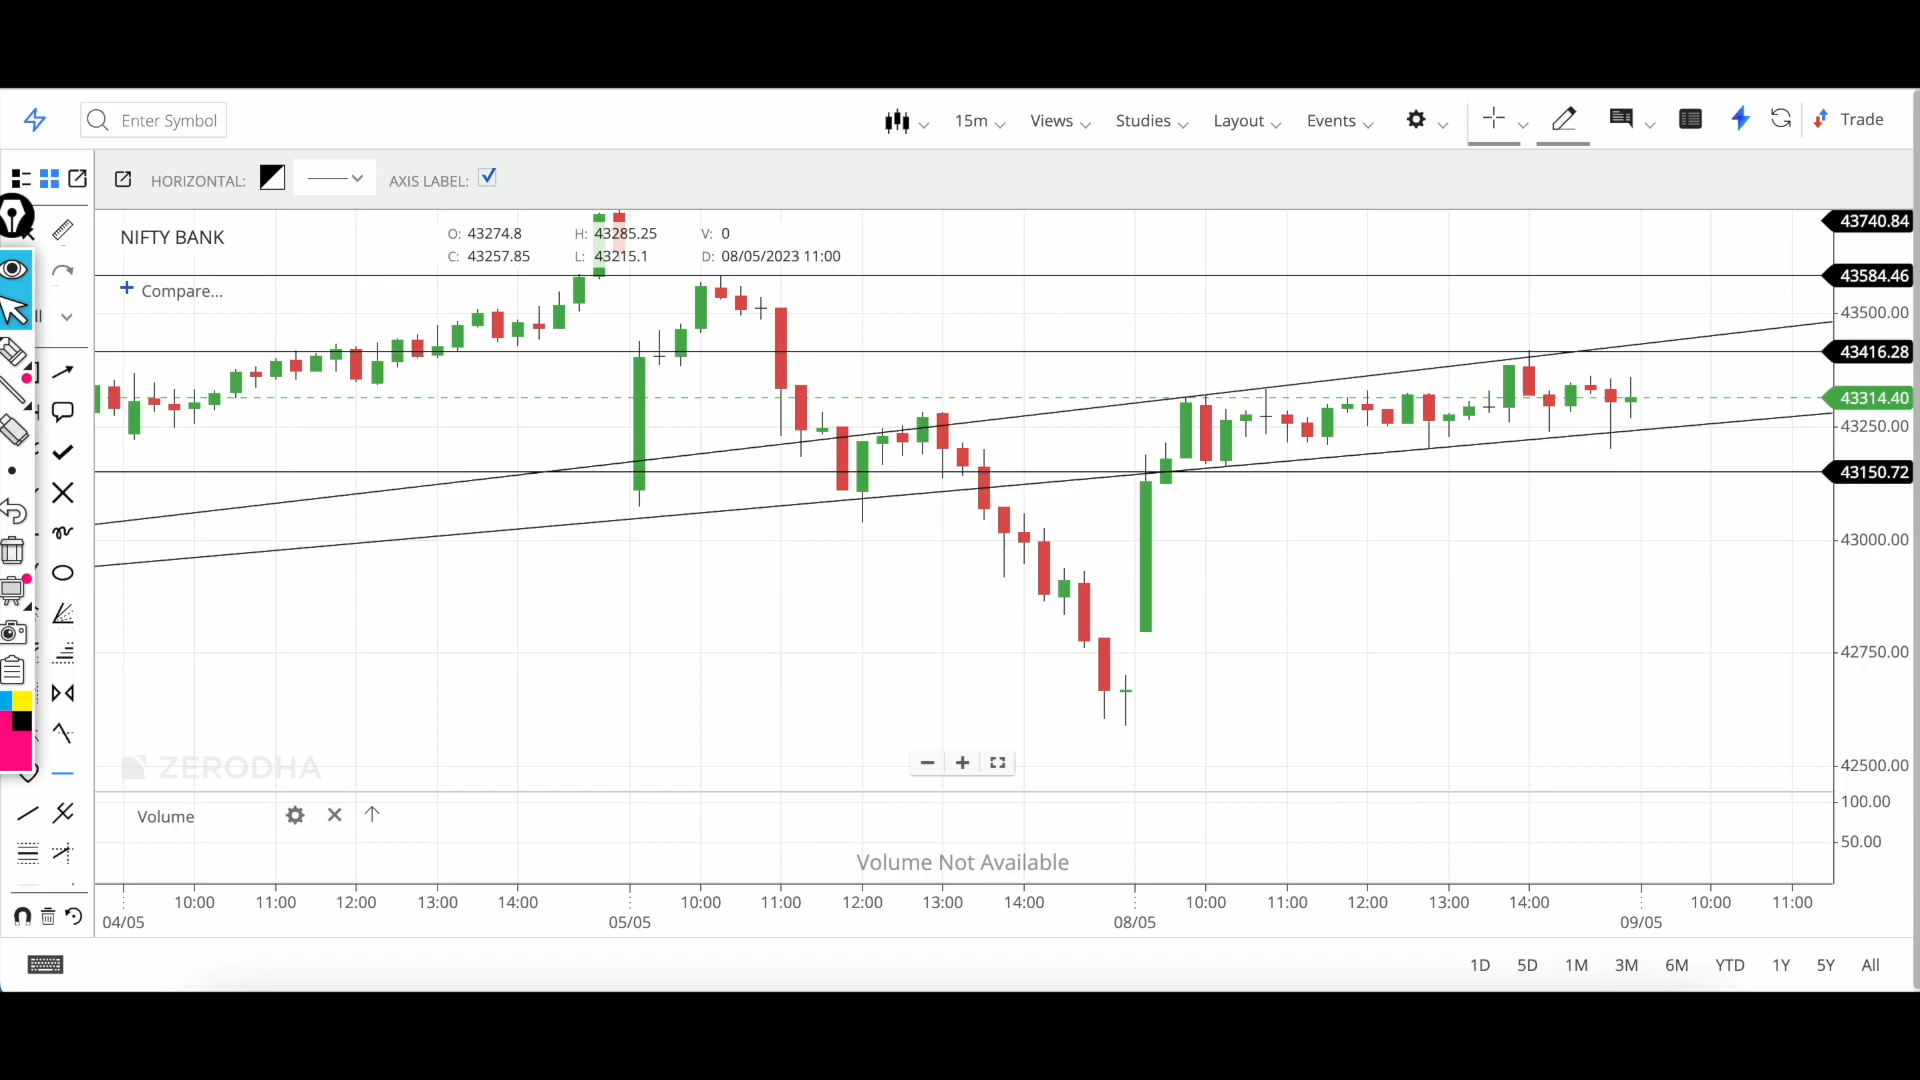 Enter Symbol
15m
Views
Studies
Layout
Events
Trade
HORIZONTAL:
AXIS LABEL:
NIFTY BANK
O: 43274.8 H: 43285.25 V: 0
C: 43257.85 L: 43215.1 D: 08/05/2023 11:00
Compare...
43740.84
43584.46
43500.00
43416.28
43314.40
43250.00
43150.72
43000.00
42750.00
42500.00
ZERODHA
Volume
100.00
50.00
Volume Not Available
10:00 11:00 12:00 13:00 14:00 10:00 11:00 12:00 13:00 14:00 10:00 11:00 12:00 13:00 14:00 10:00 11:00
04/05 05/05 08/05 09/05
1D 5D 1M 3M 6M YTD 1Y 5Y All